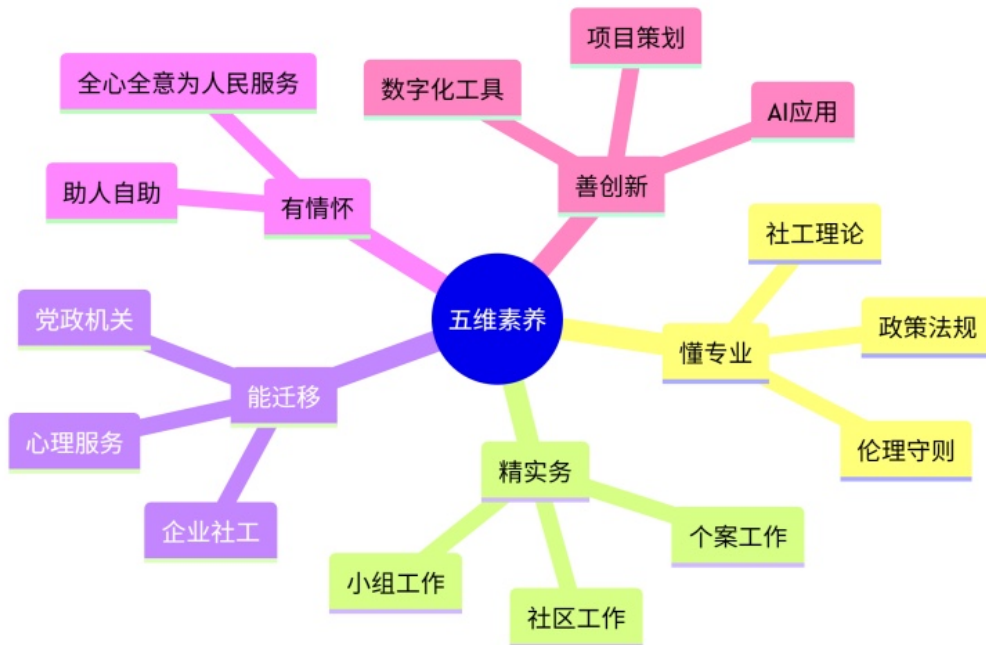 项目策划
全心全意为人民服务
数字化工具
AI应用
助人自助
有情怀
善创新
社工理论
五维素养
党政机关
懂专业
政策法规
能迁移
心理服务
精实务
伦理守则
企业社工
个案工作
小组工作
社区工作